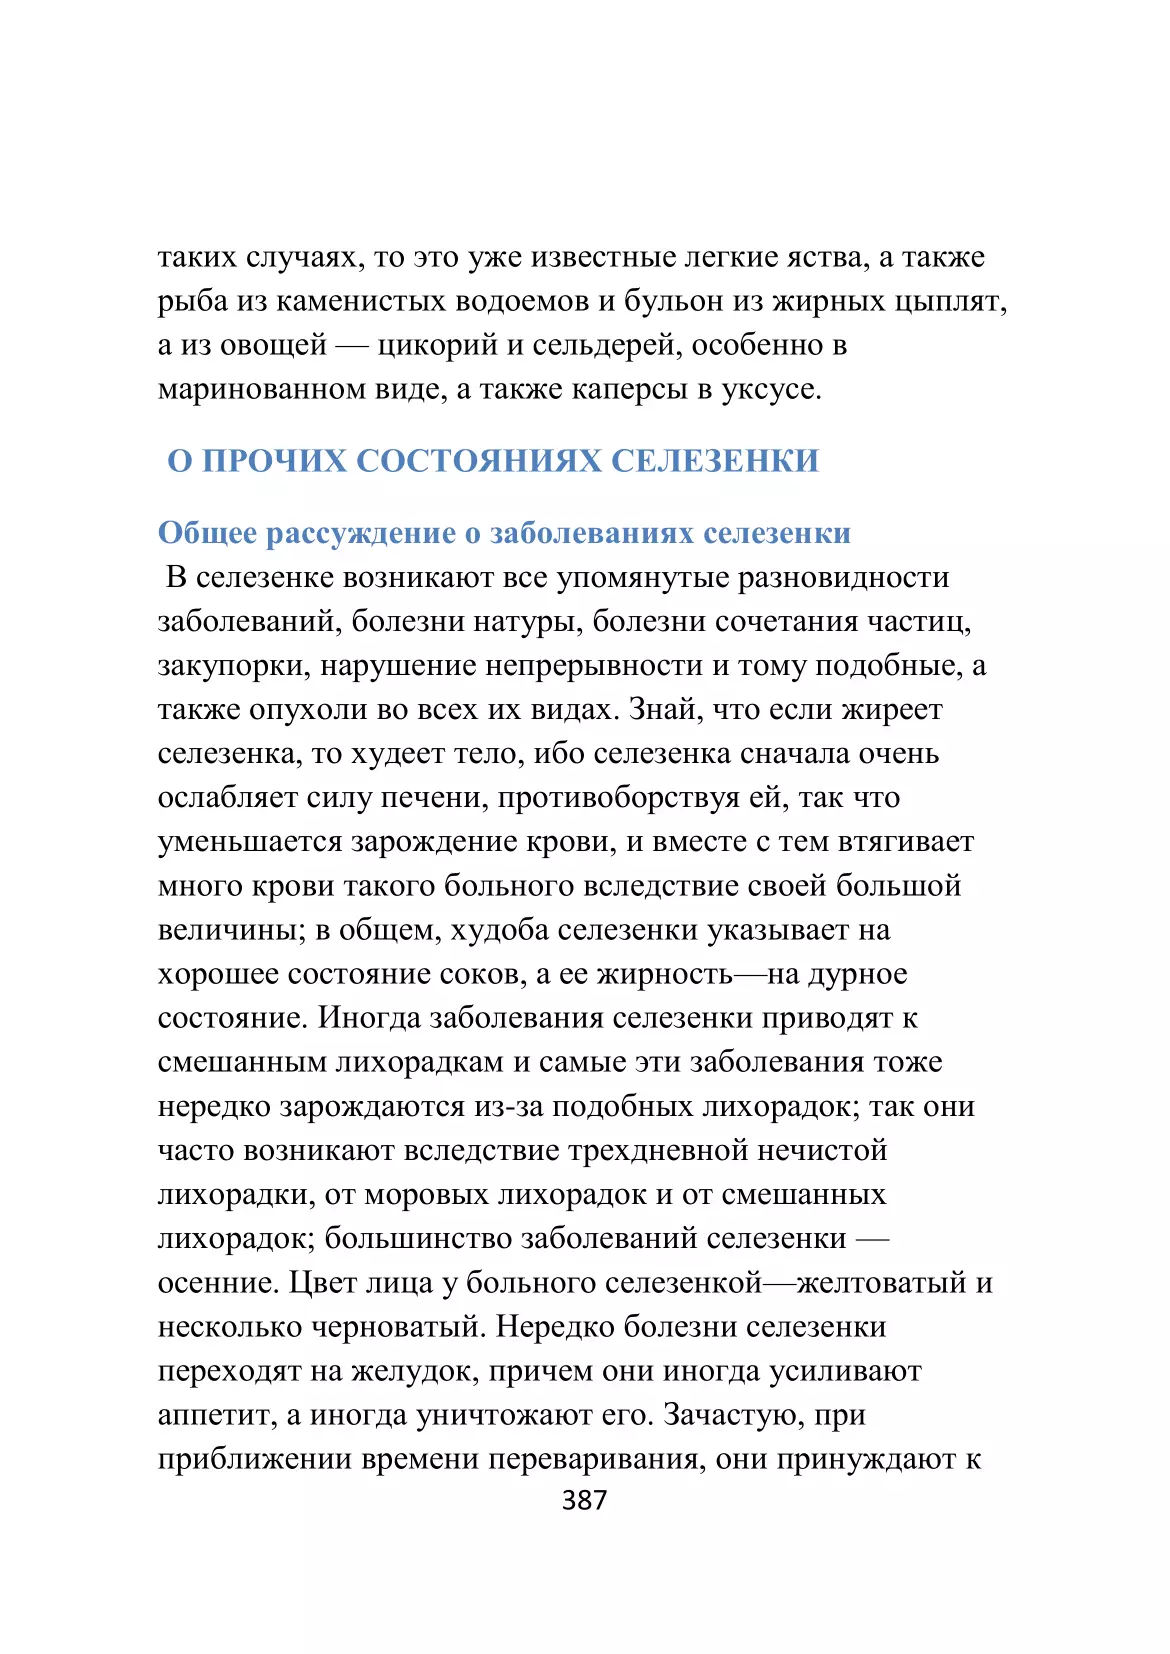 таких случаях, то это уже известные легкие яства, а также
рыба из каменистых водоемов и бульон из жирных цыплят,
а из овощей — цикорий и сельдерей, особенно в
маринованном виде, а также каперсы в уксусе.
О ПРОЧИХ СОСТОЯНИЯХ СЕЛЕЗЕНКИ
Общее рассуждение о заболеваниях селезенки
В селезенке возникают все упомянутые разновидности
заболеваний, болезни натуры, болезни сочетания частиц,
закупорки, нарушение непрерывности и тому подобные, а
также опухоли во всех их видах. Знай, что если жиреет
селезенка, то худеет тело, ибо селезенка сначала очень
ослабляет силу печени, противоборствуя ей, так что
уменьшается зарождение крови, и вместе с тем втягивает
много крови такого больного вследствие своей большой
величины; в общем, худоба селезенки указывает на
хорошее состояние соков, а ее жирность—на дурное
состояние. Иногда заболевания селезенки приводят к
смешанным лихорадкам и самые эти заболевания тоже
нередко зарождаются из-за подобных лихорадок; так они
часто возникают вследствие трехдневной нечистой
лихорадки, от моровых лихорадок и от смешанных
лихорадок; большинство заболеваний селезенки —
осенние. Цвет лица у больного селезенкой—желтоватый и
несколько черноватый. Нередко болезни селезенки
переходят на желудок, причем они иногда усиливают
аппетит, а иногда уничтожают его. Зачастую, при
приближении времени переваривания, они принуждают к
387